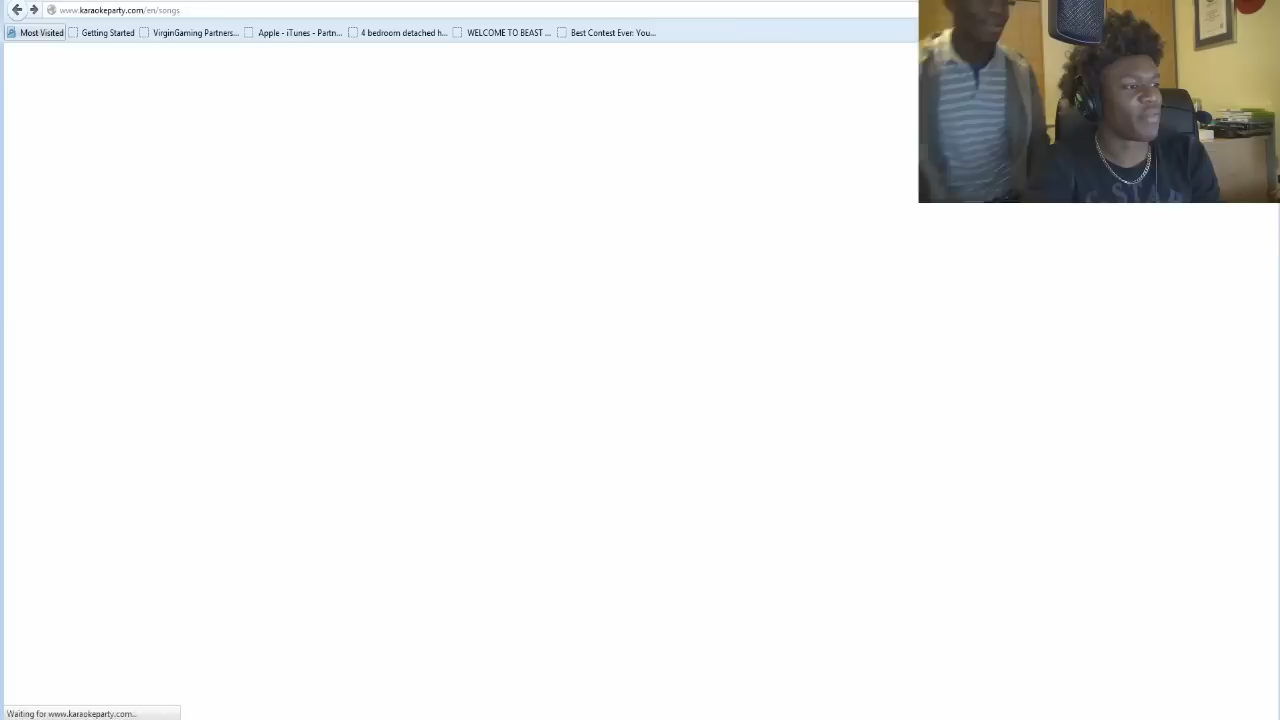 www.karaokeparty.com/en/songs
Most Visited Getting Started VirginGaming Partners... Apple - iTunes - Partn... 4 bedroom detached h... WELCOME TO BEAST ... Best Contest Ever: You...
Waiting for www.karaokeparty.com...